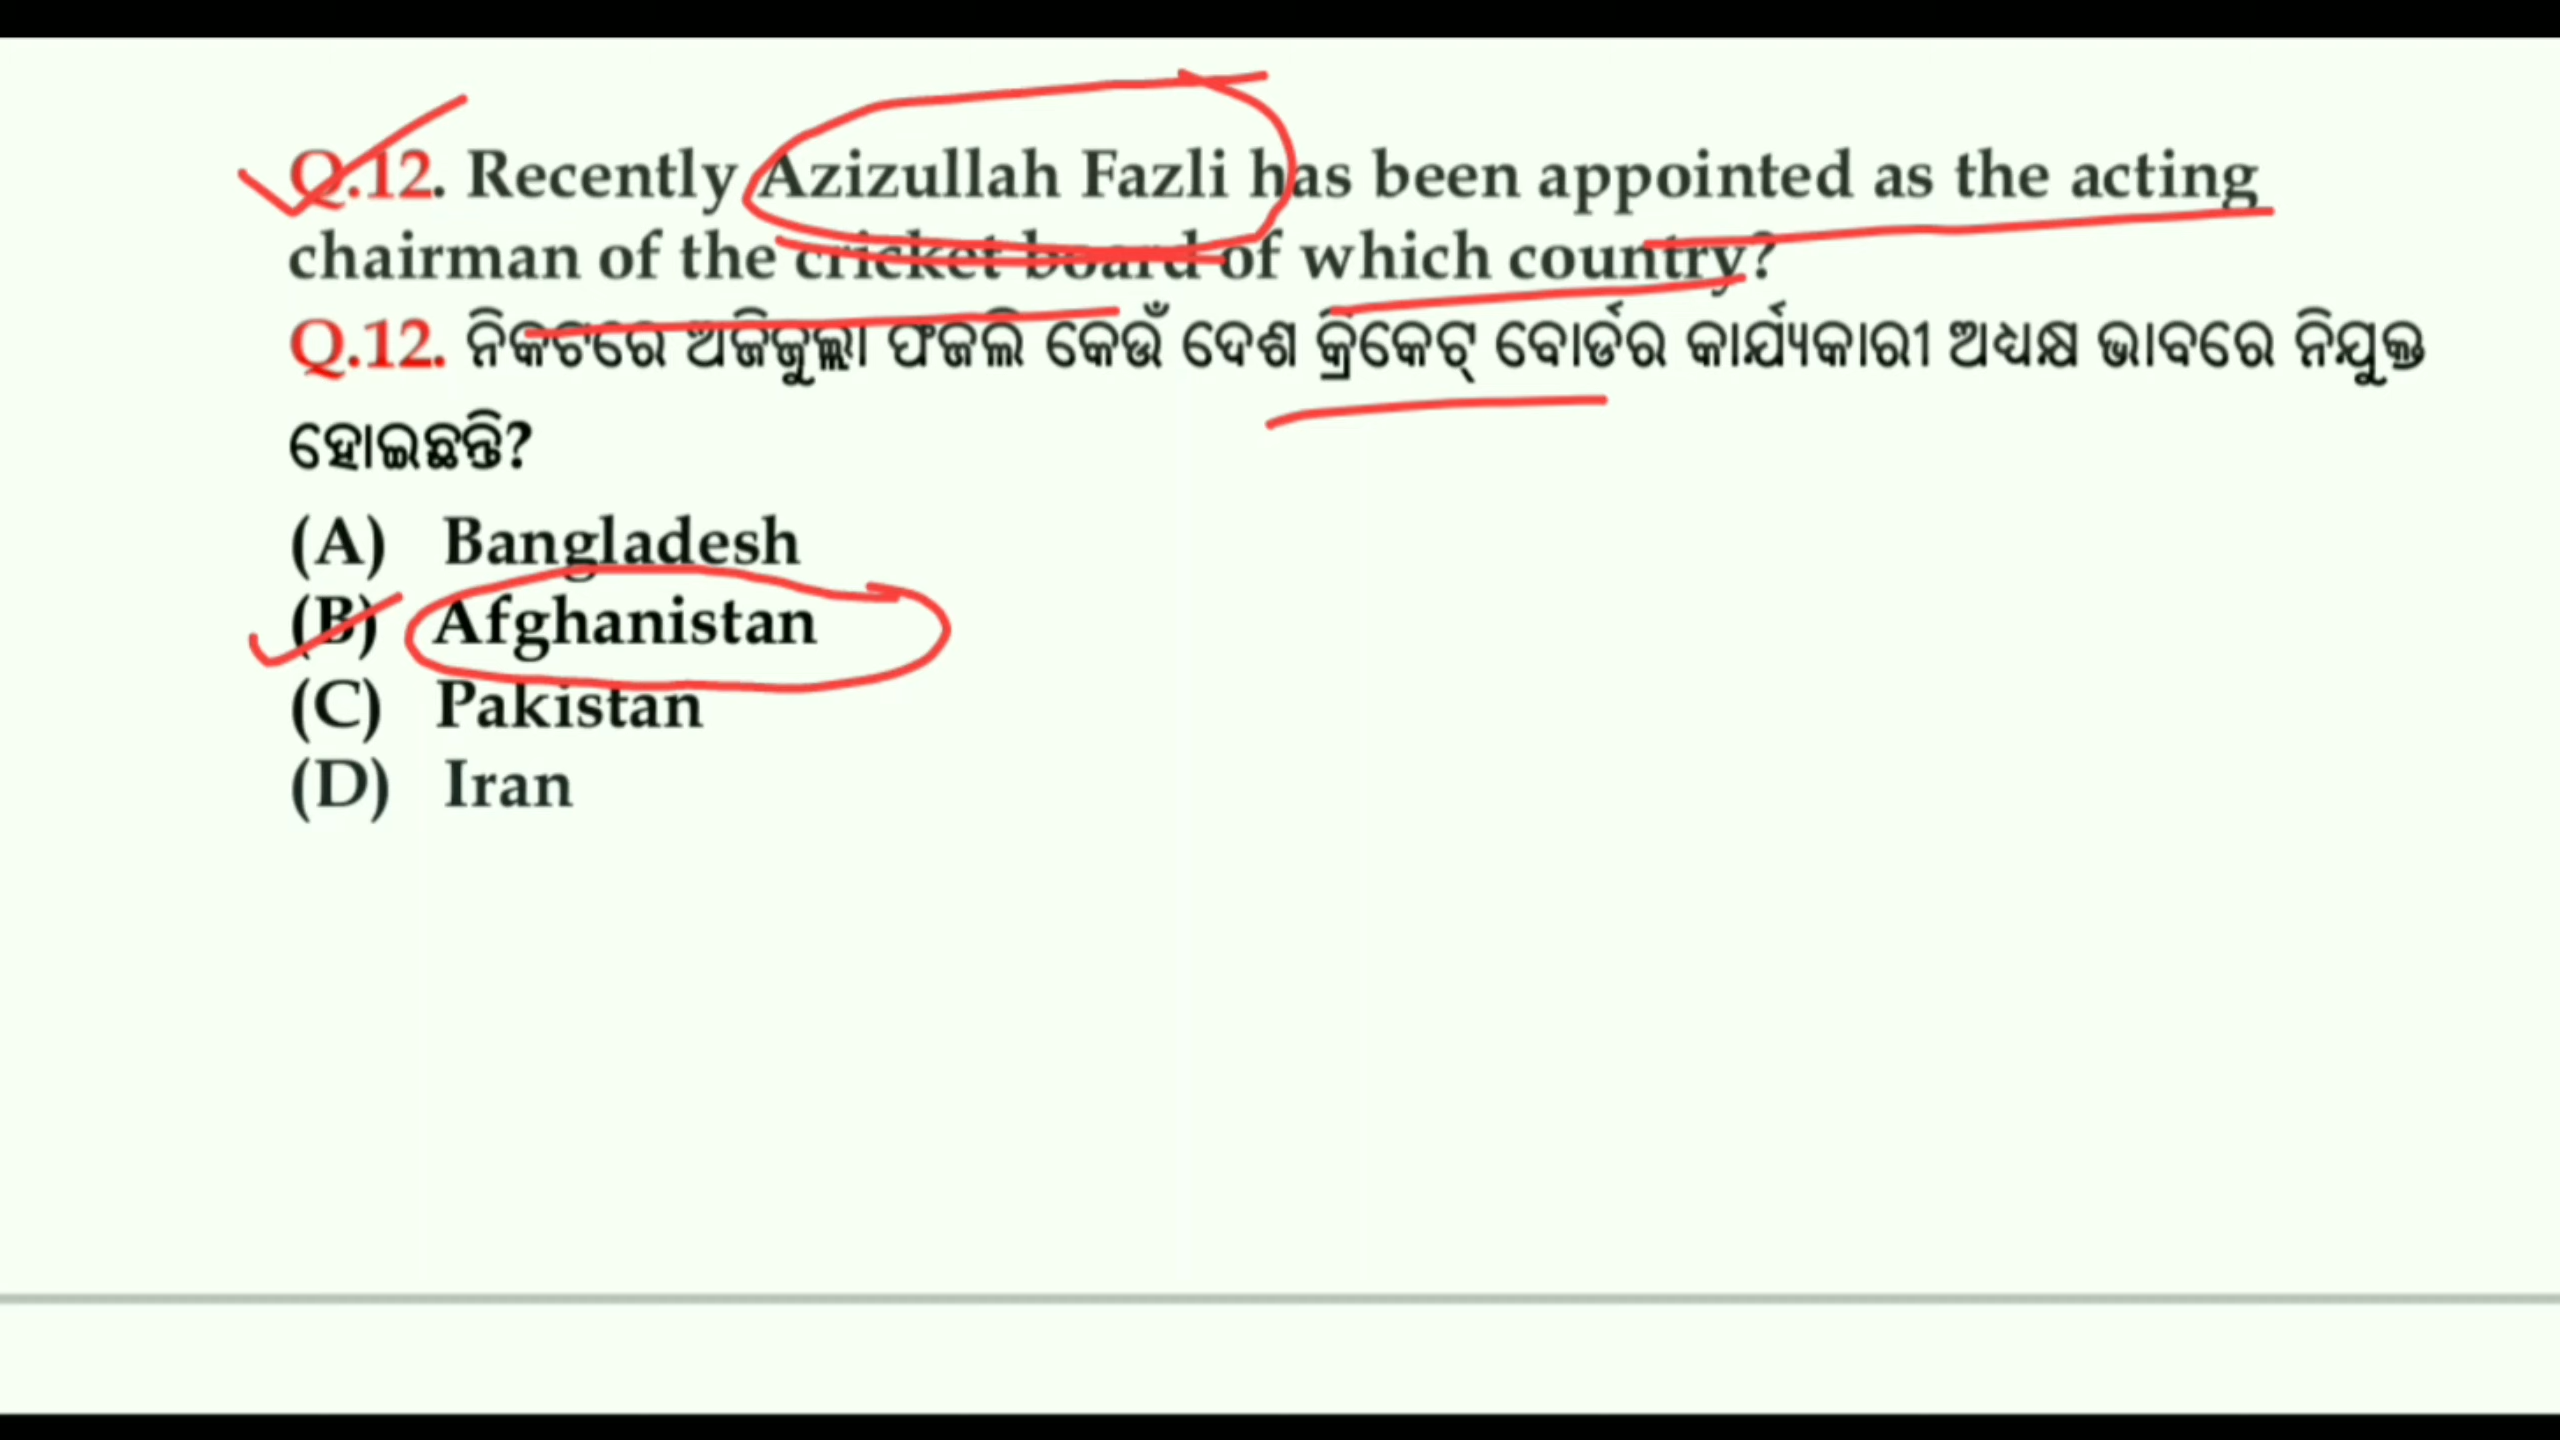 Q.12. Recently Azizullah Fazli has been appointed as the acting
chairman of the cricket board of which country?
Q.12. ନିକଟରେ ଅଜିଜୁଲ୍ଲା ଫଜଲି କେଉଁ ଦେଶ କ୍ରିକେଟ୍ ବୋର୍ଡର କାର୍ଯ୍ୟକାରୀ ଅଧ୍ୟକ୍ଷ ଭାବରେ ନିଯୁକ୍ତ
ହୋଇଛନ୍ତି?
(A) Bangladesh
(B) Afghanistan
(C) Pakistan
(D) Iran